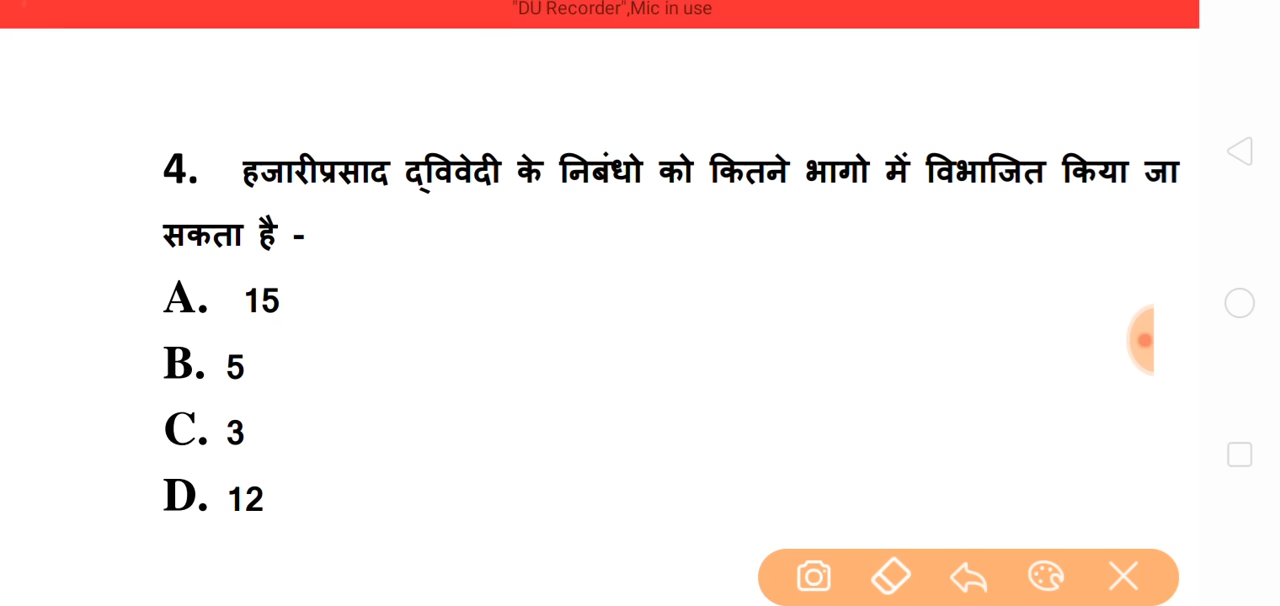 "DU Recorder",Mic in use
4. हजारीप्रसाद द्विवेदी के निबंधो को कितने भागो में विभाजित किया जा
सकता है -
A. 15
B. 5
C. 3
D. 12